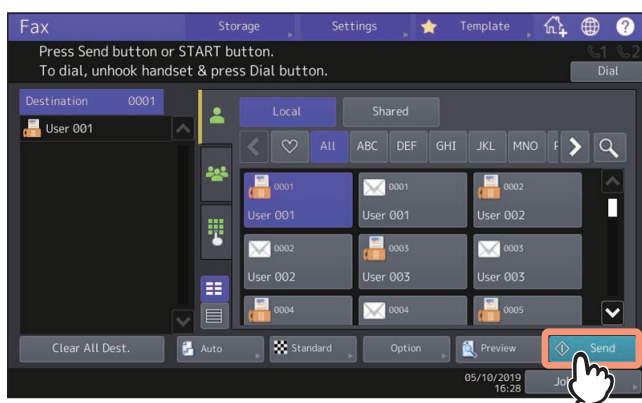 Fax
Storage
Settings
Template
?
Press Send button or START button.
To dial, unhook handset & press Dial button.
1 2
Dial
Destination 0001
User 001
Local
Shared
All
ABC
DEF
GHI
JKL
MNO
0001
User 001
0001
User 001
0002
User 002
0002
User 002
0003
User 003
0003
User 003
0004
0004
0005
Clear All Dest.
Auto
Standard
Option
Preview
Send
05/10/2019
16:28